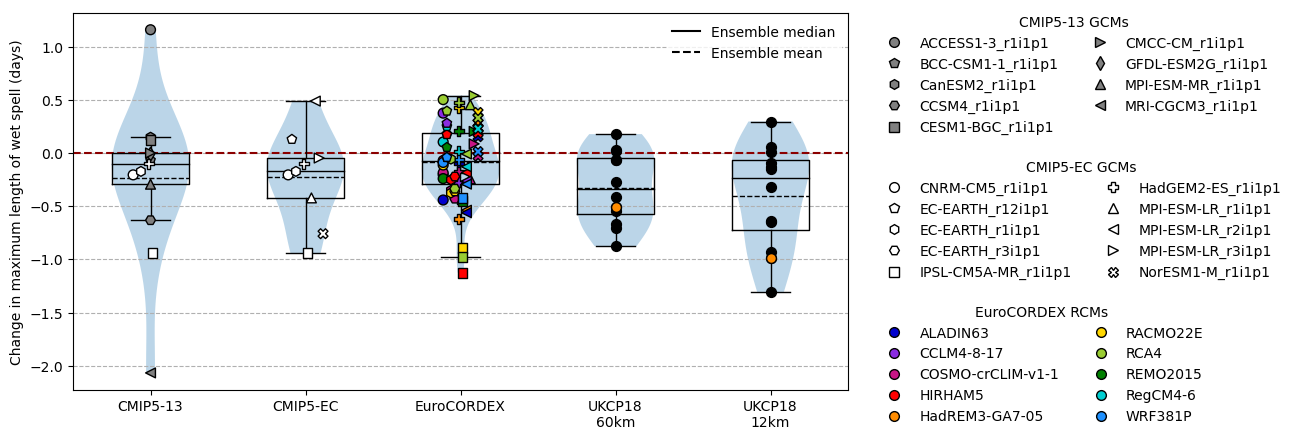 Change in maximum length of wet spell (days)
1.0
0.5
0.0
−0.5
−1.0
−1.5
−2.0
Ensemble median
Ensemble mean
CMIP5-13
CMIP5-EC
EuroCORDEX
UKCP18
60km
UKCP18
12km
CMIP5-13 GCMs
ACCESS1-3_r1i1p1
BCC-CSM1-1_r1i1p1
CanESM2_r1i1p1
CCSM4_r1i1p1
CESM1-BGC_r1i1p1
CMCC-CM_r1i1p1
GFDL-ESM2G_r1i1p1
MPI-ESM-MR_r1i1p1
MRI-CGCM3_r1i1p1
CMIP5-EC GCMs
CNRM-CM5_r1i1p1
EC-EARTH_r12i1p1
EC-EARTH_r1i1p1
EC-EARTH_r3i1p1
IPSL-CM5A-MR_r1i1p1
HadGEM2-ES_r1i1p1
MPI-ESM-LR_r1i1p1
MPI-ESM-LR_r2i1p1
MPI-ESM-LR_r3i1p1
NorESM1-M_r1i1p1
EuroCORDEX RCMs
ALADIN63
CCLM4-8-17
COSMO-crCLIM-v1-1
HIRHAM5
HadREM3-GA7-05
RACMO22E
RCA4
REMO2015
RegCM4-6
WRF381P